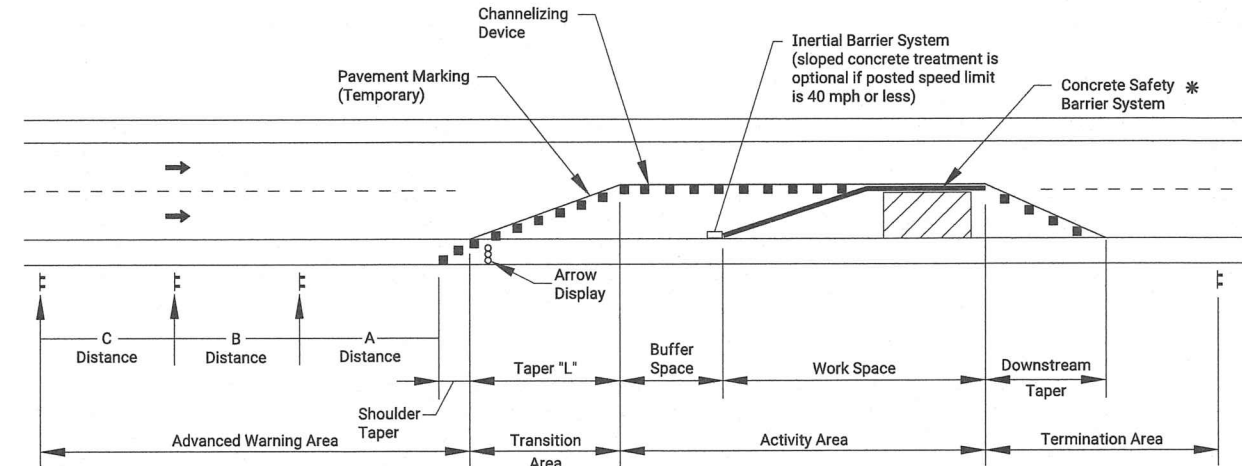 Channelizing
Device
Inertial Barrier System
(sloped concrete treatment is
optional if posted speed limit
is 40 mph or less)
Pavement Marking
(Temporary)
Concrete Safety *
Barrier System
Arrow
Display
C
Distance
B
Distance
A
Distance
Taper "L"
Buffer
Space
Work Space
Downstream
Taper
Shoulder
Taper
Advanced Warning Area
Transition
Area
Activity Area
Termination Area